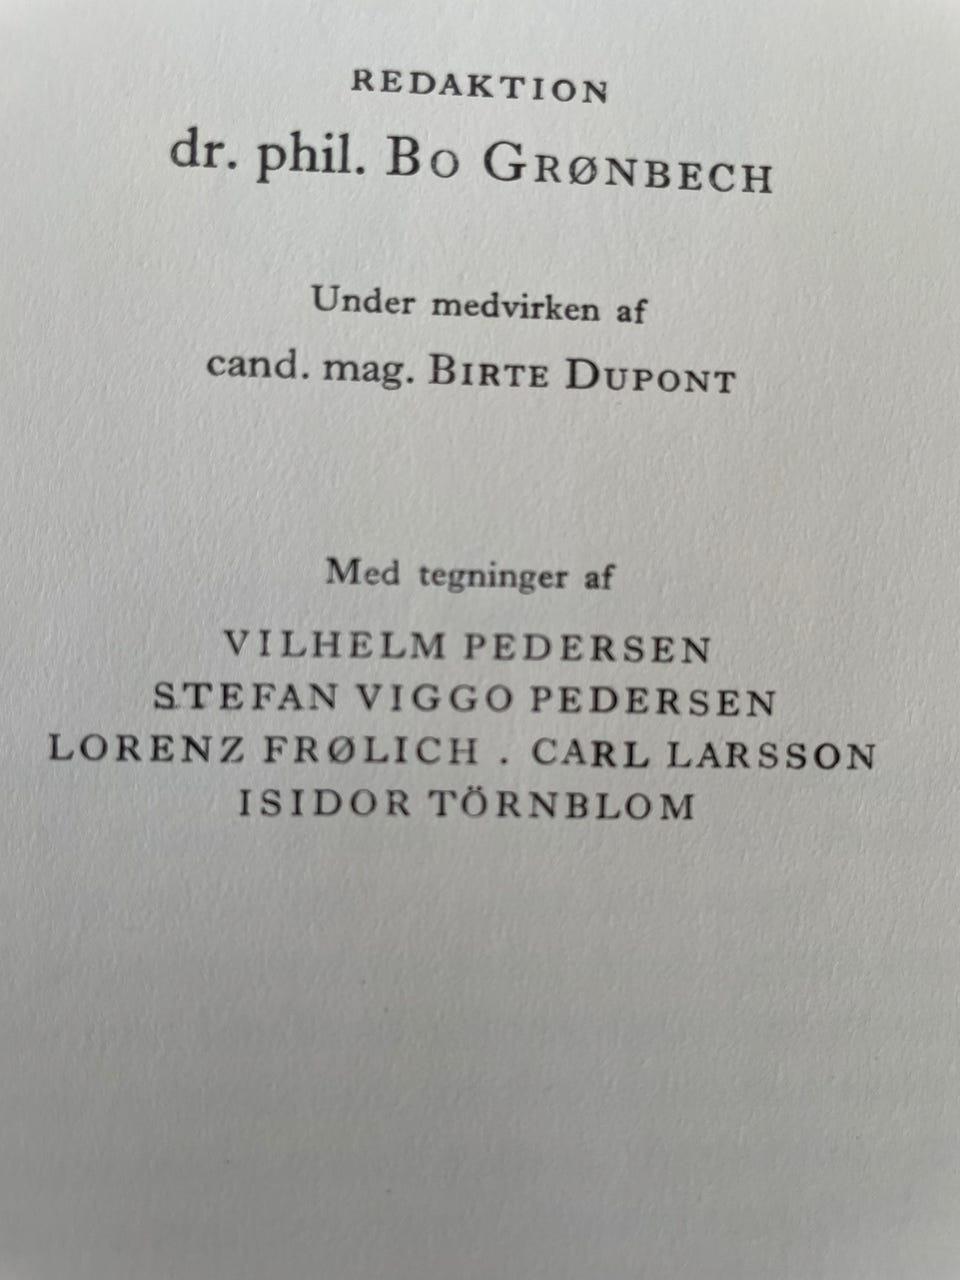 REDAKTION
dr. phil. BO GRØNBECH
Under medvirken af
cand. mag. BIRTE DUPONT
Med tegninger af
VILHELM PEDERSEN
STEFAN VIGGO PEDERSEN
LORENZ FRØLICH . CARL LARSSON
ISIDOR TÖRNBLOM